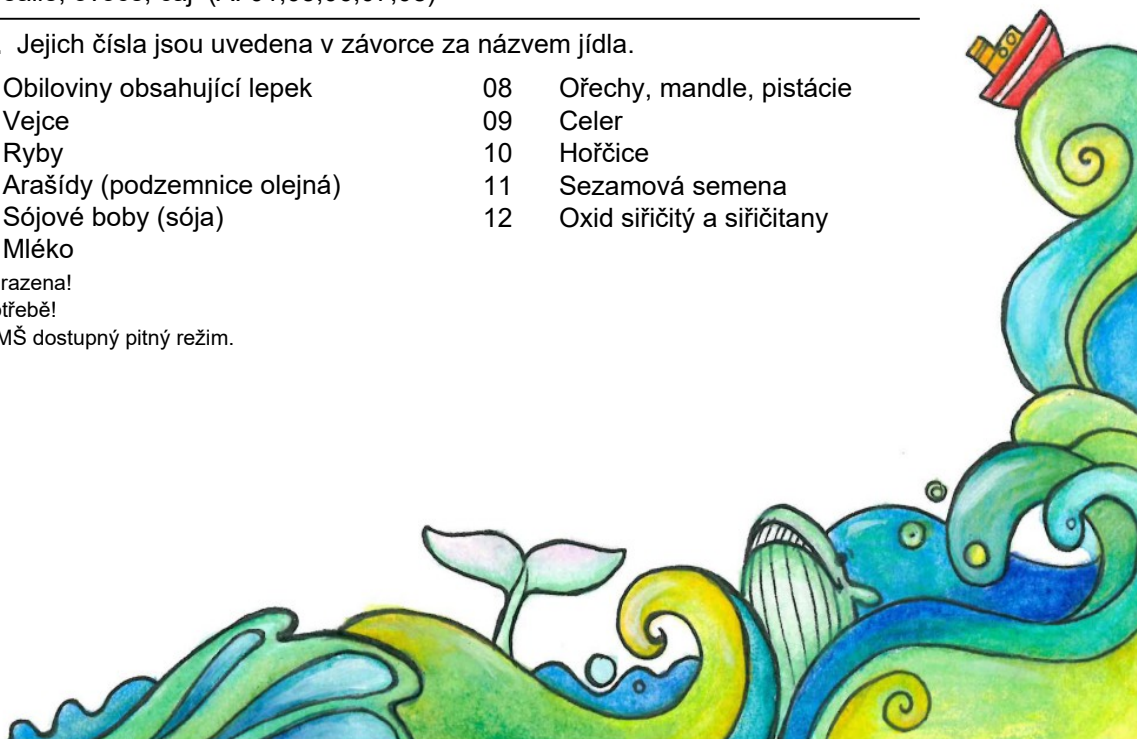 Jejich čísla jsou uvedena v závorce za názvem jídla.
Obiloviny obsahující lepek 08 Ořechy, mandle, pistácie
Vejce 09 Celer
Ryby 10 Hořčice
Arašídy (podzemnice olejná) 11 Sezamová semena
Sójové boby (sója) 12 Oxid siřičitý a siřičitany
Mléko
razena!
třebě!
MŠ dostupný pitný režim.